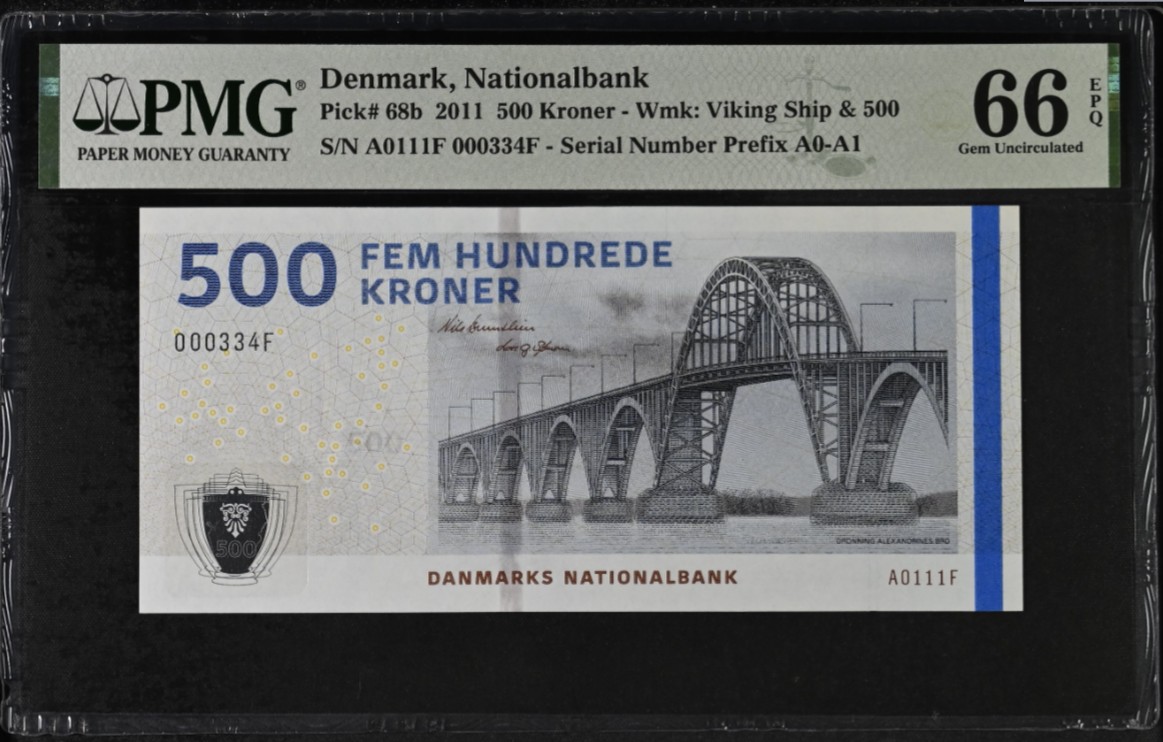 PMG®
PAPER MONEY GUARANTY
Denmark, Nationalbank
Pick# 68b 2011 500 Kroner - Wmk: Viking Ship & 500
S/N A0111F 000334F - Serial Number Prefix A0-A1
66
EPQ
Gem Uncirculated
500
FEM HUNDREDE
KRONER
000334F
500
500
DRONNING ALEXANDRINES BRO
DANMARKS NATIONALBANK
A0111F